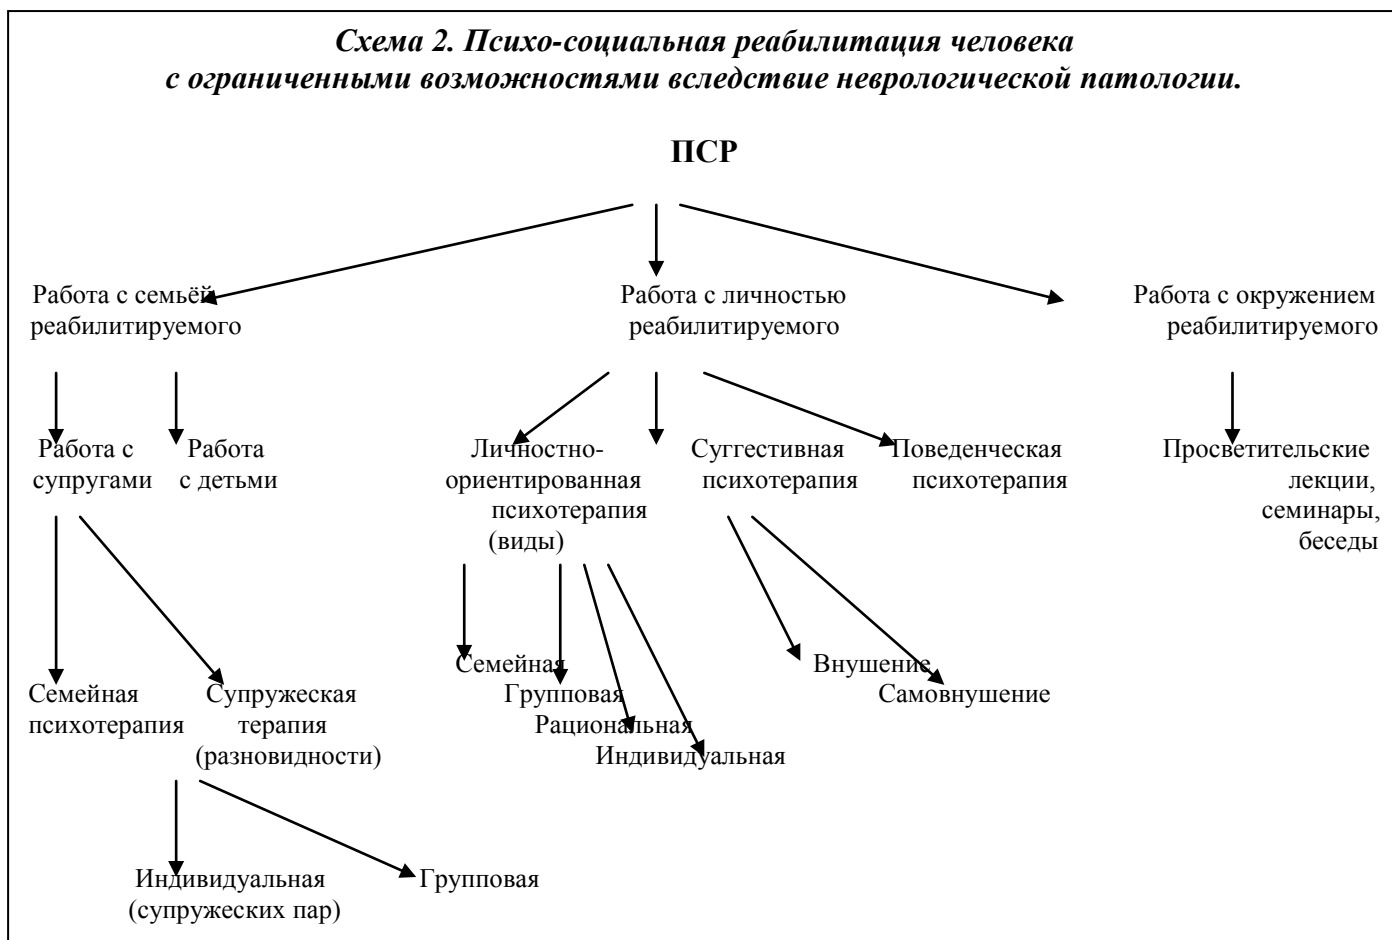 Схема 2. Психо-социальная реабилитация человека
с ограниченными возможностями вследствие неврологической патологии.
ПСР
Работа с семьёй
реабилитируемого
Работа с личностью
реабилитируемого
Работа с окружением
реабилитируемого
Работа с
супругами
Работа
с детьми
Личностно-
ориентированная
психотерапия
(виды)
Суггестивная
психотерапия
Поведенческая
психотерапия
Просветительские
лекции,
семинары,
беседы
Семейная
психотерапия
Супружеская
терапия
(разновидности)
Семейная
Групповая
Рациональная
Индивидуальная
Внушение
Самовнушение
Индивидуальная
(супружеских пар)
Групповая